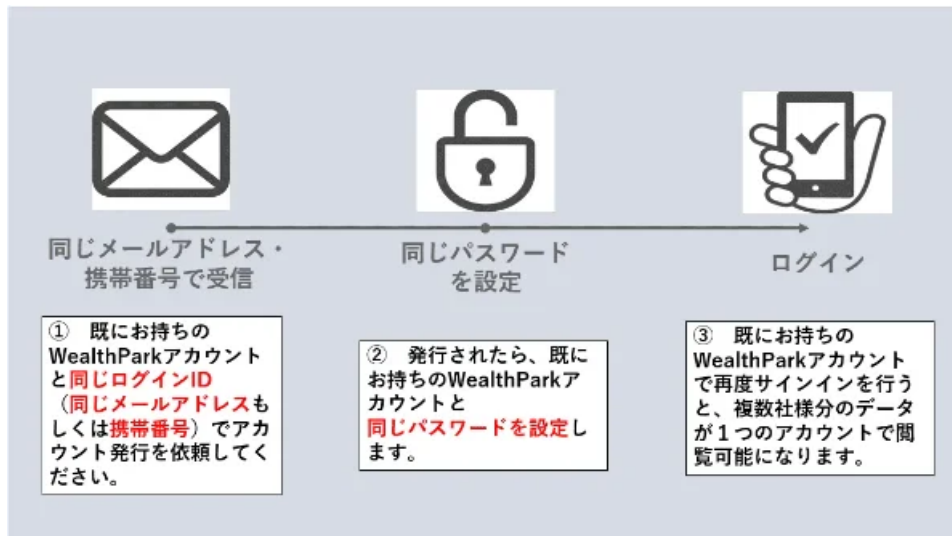 同じメールアドレス・
携帯番号で受信
同じパスワード
を設定
ログイン
① 既にお持ちの
WealthParkアカウント
と同じログインID
(同じメールアドレスも
しくは携帯番号)でアカ
ウント発行を依頼してく
ださい。
② 発行されたら、既に
お持ちのWealthParkア
カウントと
同じパスワードを設定し
ます。
③ 既にお持ちの
WealthParkアカウント
で再度サインインを行う
と、複数社様分のデータ
が１つのアカウントで閲
覧可能になります。